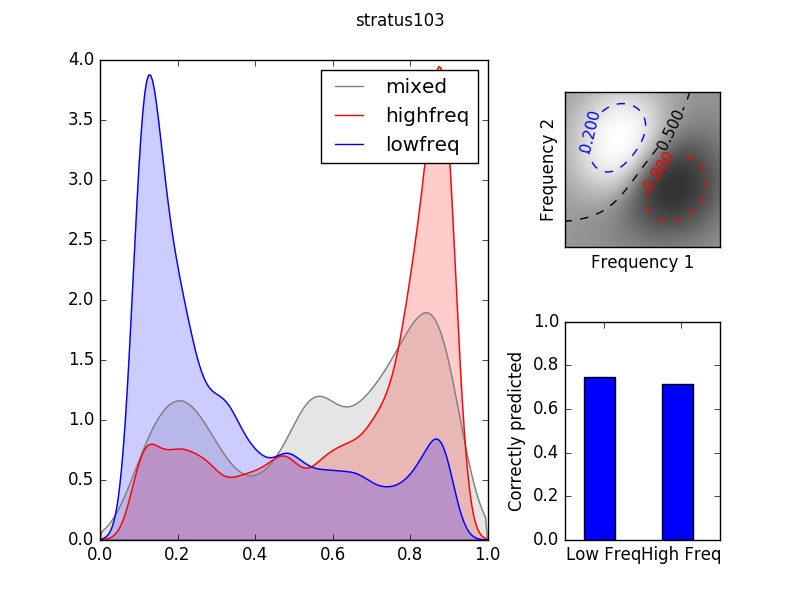 stratus103
4.0
3.5
3.0
2.5
2.0
1.5
1.0
0.5
0.0
0.0 0.2 0.4 0.6 0.8 1.0
mixed
highfreq
lowfreq
Frequency 2
0.200
0.500
0.800
Frequency 1
Correctly predicted
1.0
0.8
0.6
0.4
0.2
0.0
Low Freq High Freq